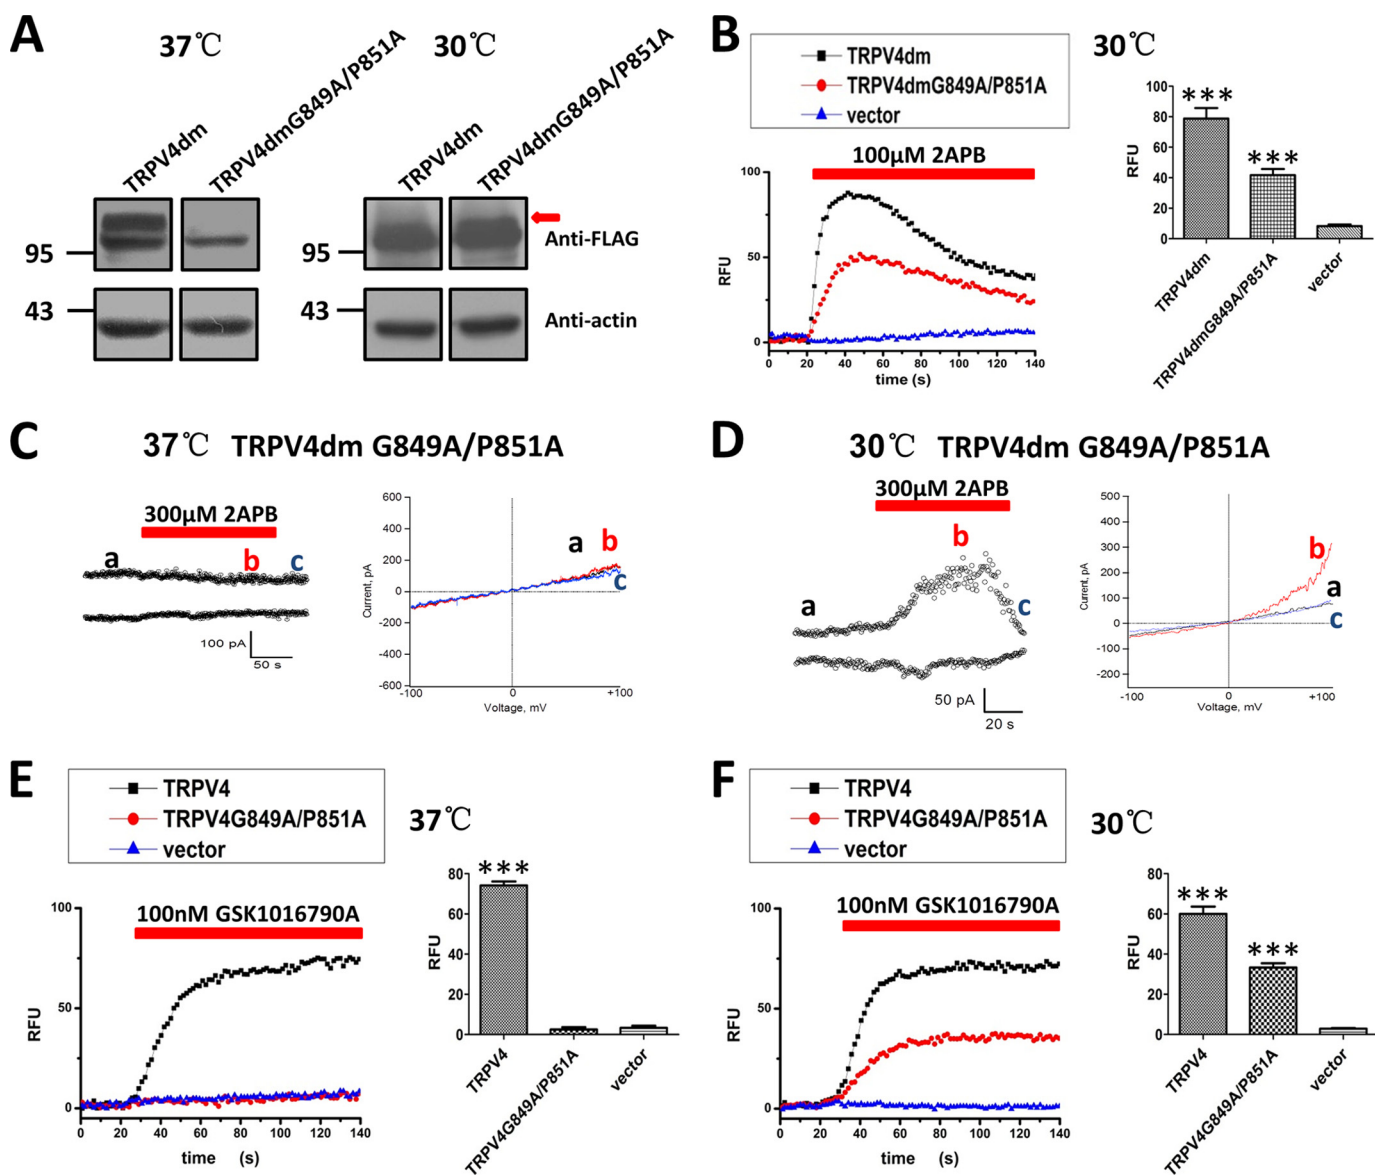 A
37℃
30℃
TRPV4dm
TRPV4dmG849A/P851A
TRPV4dm
TRPV4dmG849A/P851A
95
95
Anti-FLAG
43
43
Anti-actin
B
TRPV4dm
TRPV4dmG849A/P851A
vector
30℃
100μM 2APB
100
50
0
RFU
0 20 40 60 80 100 120 140
time (s)
***
***
100
80
60
40
20
0
RFU
TRPV4dm
TRPV4dmG849A/P851A
vector
C
37℃ TRPV4dm G849A/P851A
300μM 2APB
a
b
c
100 pA
50 s
600
400
200
0
-200
-400
-600
Current, pA
a
b
c
-100 0 +100
Voltage, mV
D
30℃ TRPV4dm G849A/P851A
300μM 2APB
a
b
c
50 pA
20 s
500
400
300
200
100
0
-100
-200
Current, pA
b
a
c
-100 0 +100
Voltage, mV
E
TRPV4
TRPV4G849A/P851A
vector
37℃
100nM GSK1016790A
100
50
0
RFU
0 20 40 60 80 100 120 140
time (s)
***
80
60
40
20
0
RFU
TRPV4
TRPV4G849A/P851A
vector
F
TRPV4
TRPV4G849A/P851A
vector
30℃
100nM GSK1016790A
100
50
0
RFU
0 20 40 60 80 100 120 140
time (s)
***
***
80
60
40
20
0
RFU
TRPV4
TRPV4G849A/P851A
vector